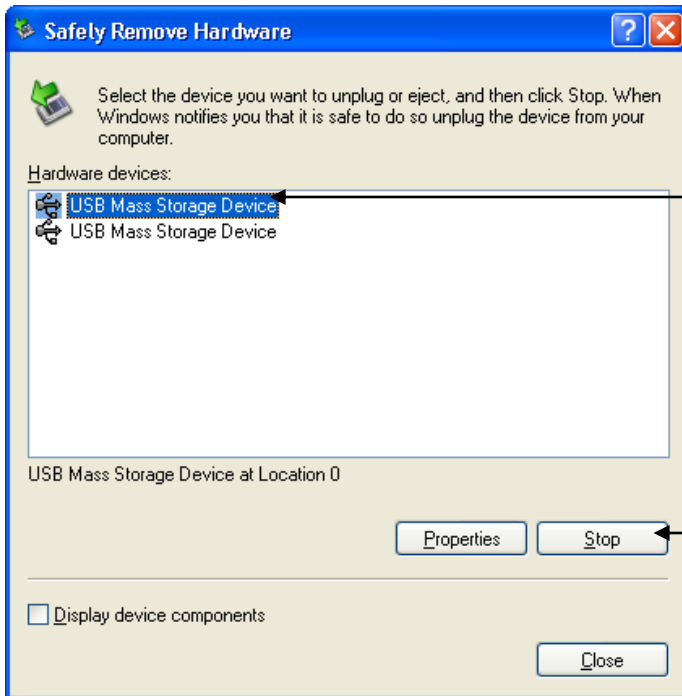 Safely Remove Hardware
Select the device you want to unplug or eject, and then click Stop. When
Windows notifies you that it is safe to do so unplug the device from your
computer.
Hardware devices:
USB Mass Storage Device
USB Mass Storage Device
USB Mass Storage Device at Location 0
Properties
Stop
Display device components
Close